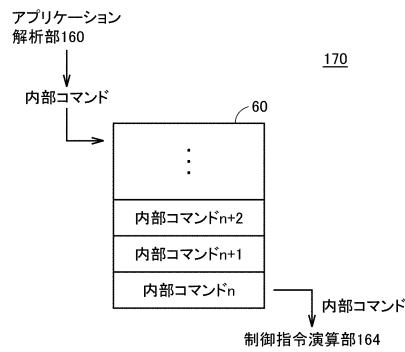 アプリケーション
解析部160
170
内部コマンド
60
⋮
内部コマンドn+2
内部コマンドn+1
内部コマンドn
内部コマンド
制御指令演算部164